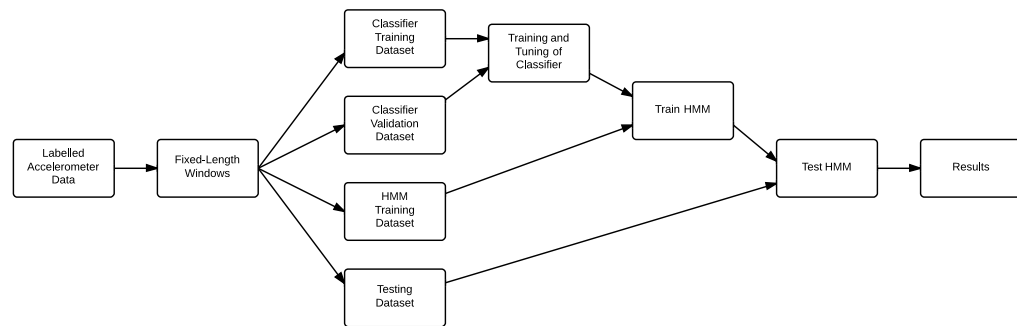 Labelled
Accelerometer
Data
Fixed-Length
Windows
Classifier
Training
Dataset
Classifier
Validation
Dataset
HMM
Training
Dataset
Testing
Dataset
Training and
Tuning of
Classifier
Train HMM
Test HMM
Results